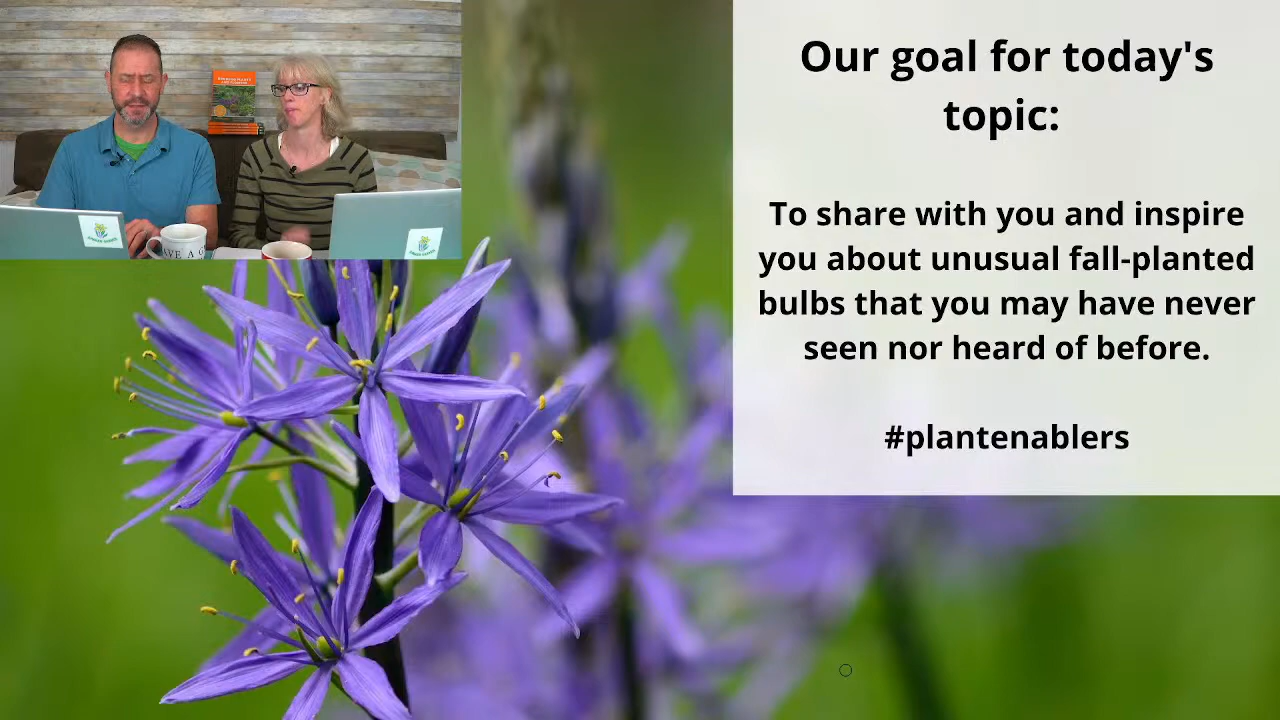 Our goal for today's
topic:
To share with you and inspire
you about unusual fall-planted
bulbs that you may have never
seen nor heard of before.
#plantenablers